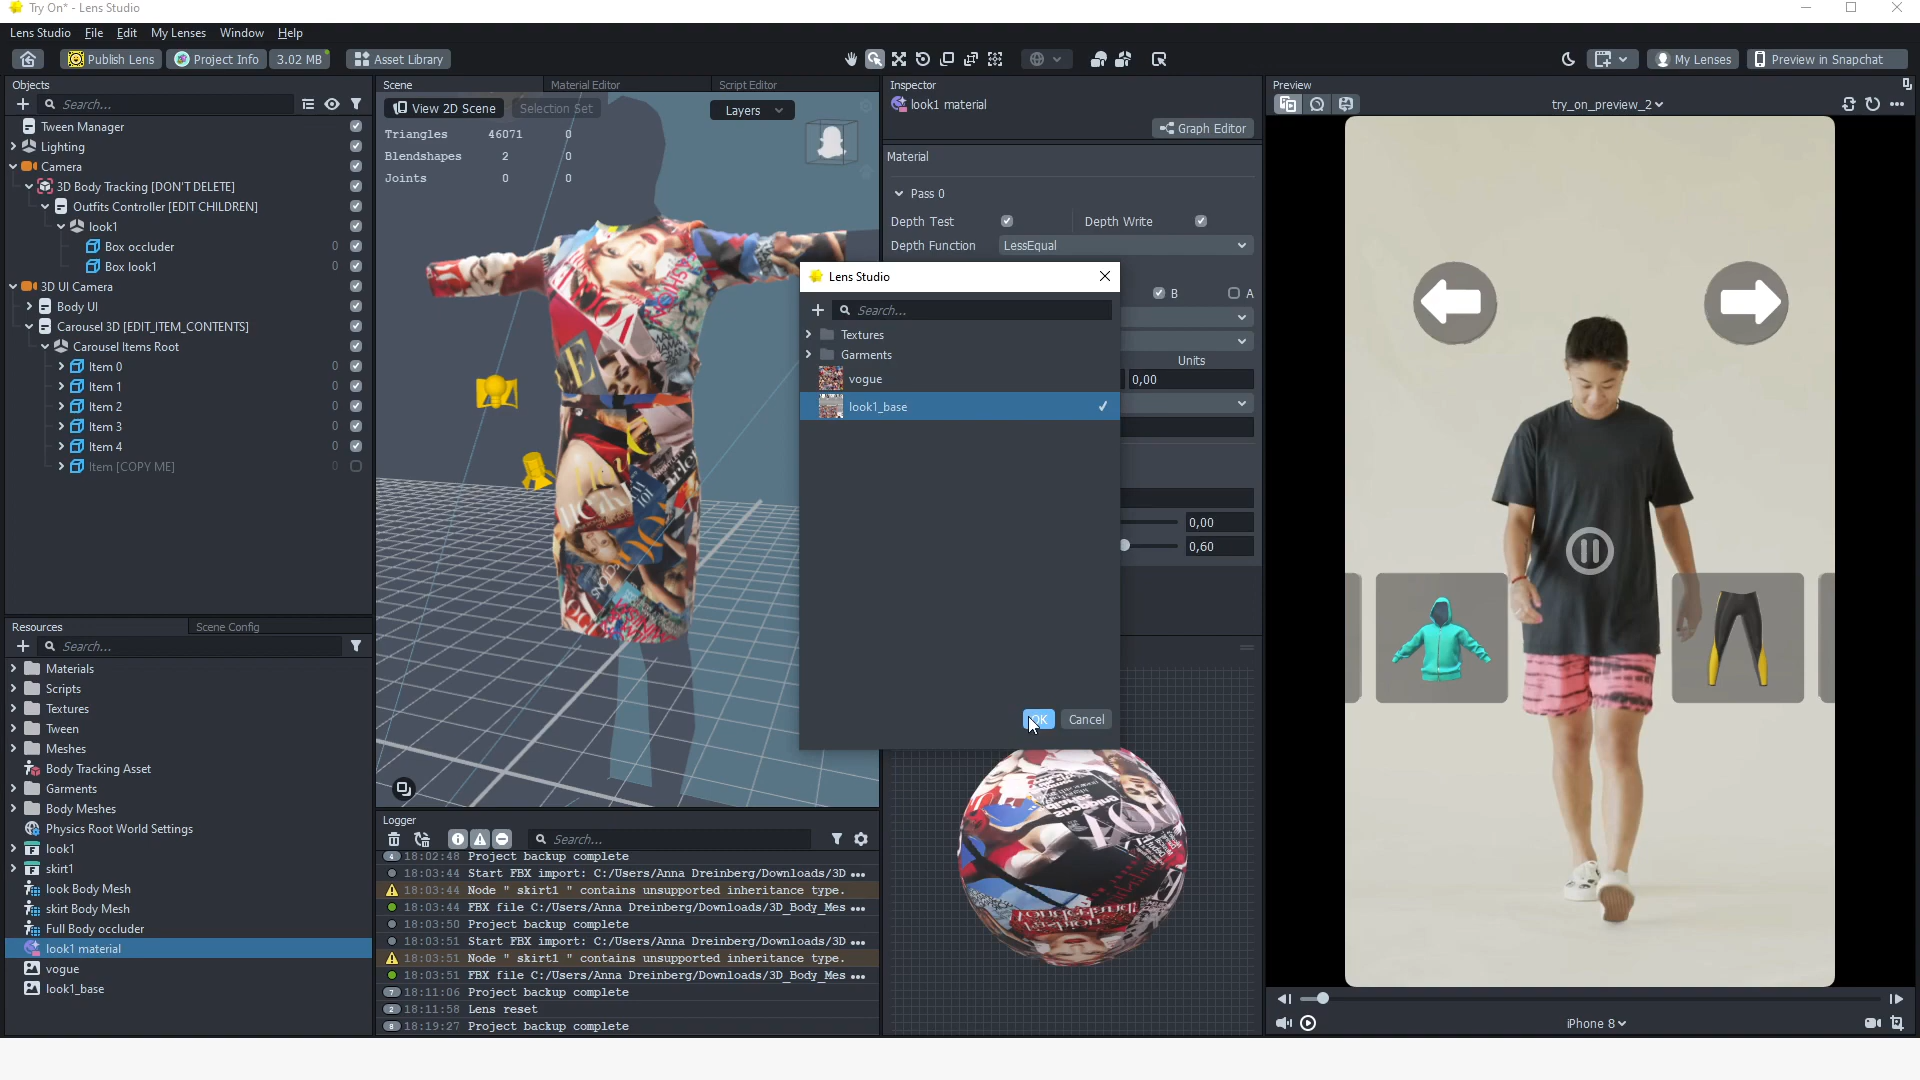 Try On* - Lens Studio
Lens Studio File Edit My Lenses Window Help
Publish Lens Project Info 3.02 MB Asset Library My Lenses Preview in Snapchat
Objects
Search...
Tween Manager
Lighting
Camera
3D Body Tracking [DON'T DELETE]
Outfits Controller [EDIT CHILDREN]
look1
Box occluder 0
Box look1 0
3D UI Camera
Body UI
Carousel 3D [EDIT_ITEM_CONTENTS]
Carousel Items Root
Item 0 0
Item 1 0
Item 2 0
Item 3 0
Item 4 0
Item [COPY ME] 0
Resources Scene Config
Search...
Materials
Scripts
Textures
Tween
Meshes
Body Tracking Asset
Garments
Body Meshes
Physics Root World Settings
look1
skirt1
look Body Mesh
skirt Body Mesh
Full Body occluder
look1 material
vogue
look1_base
Scene Material Editor Script Editor
View 2D Scene Selection Set Layers
Triangles 46071 0
Blendshapes 2 0
Joints 0 0
Logger
Search...
4 18:02:48 Project backup complete
18:03:44 Start FBX import: C:/Users/Anna Dreinberg/Downloads/3D
18:03:44 Node " skirt1 " contains unsupported inheritance type.
18:03:44 FBX file C:/Users/Anna Dreinberg/Downloads/3D_Body_Mes
18:03:50 Project backup complete
18:03:51 Start FBX import: C:/Users/Anna Dreinberg/Downloads/3D
18:03:51 Node " skirt1 " contains unsupported inheritance type.
18:03:51 FBX file C:/Users/Anna Dreinberg/Downloads/3D_Body_Mes
7 18:11:06 Project backup complete
2 18:11:58 Lens reset
8 18:19:27 Project backup complete
Inspector
look1 material
Graph Editor
Material
Pass 0
Depth Test Depth Write
Depth Function LessEqual
B A
Units
0,00
0,00
0,60
Lens Studio
Search...
Textures
Garments
vogue
look1_base
OK Cancel
Preview
try_on_preview_2
iPhone 8